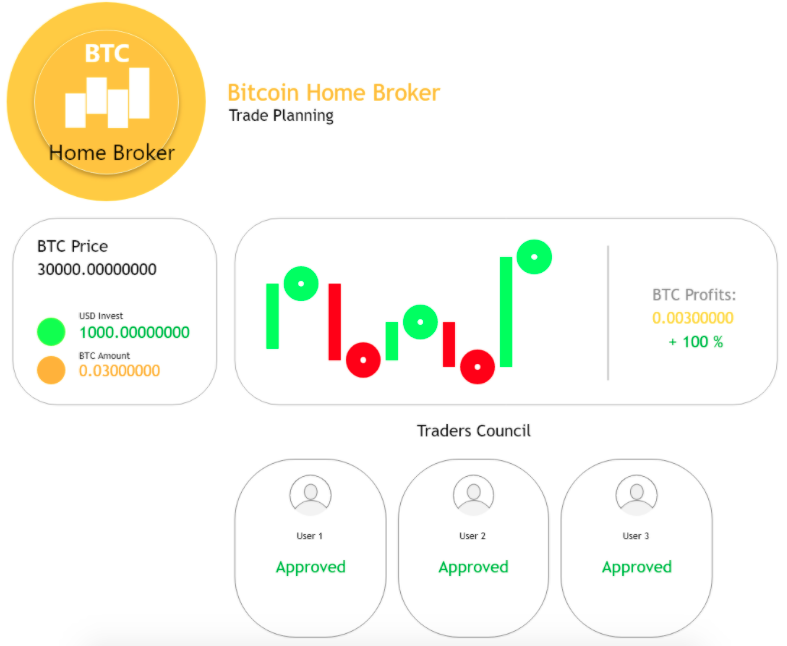 BTC
Home Broker
Bitcoin Home Broker
Trade Planning
BTC Price
30000.00000000
USD Invest
1000.00000000
BTC Amount
0.03000000
BTC Profits:
0.00300000
+ 100 %
Traders Council
User 1
Approved
User 2
Approved
User 3
Approved